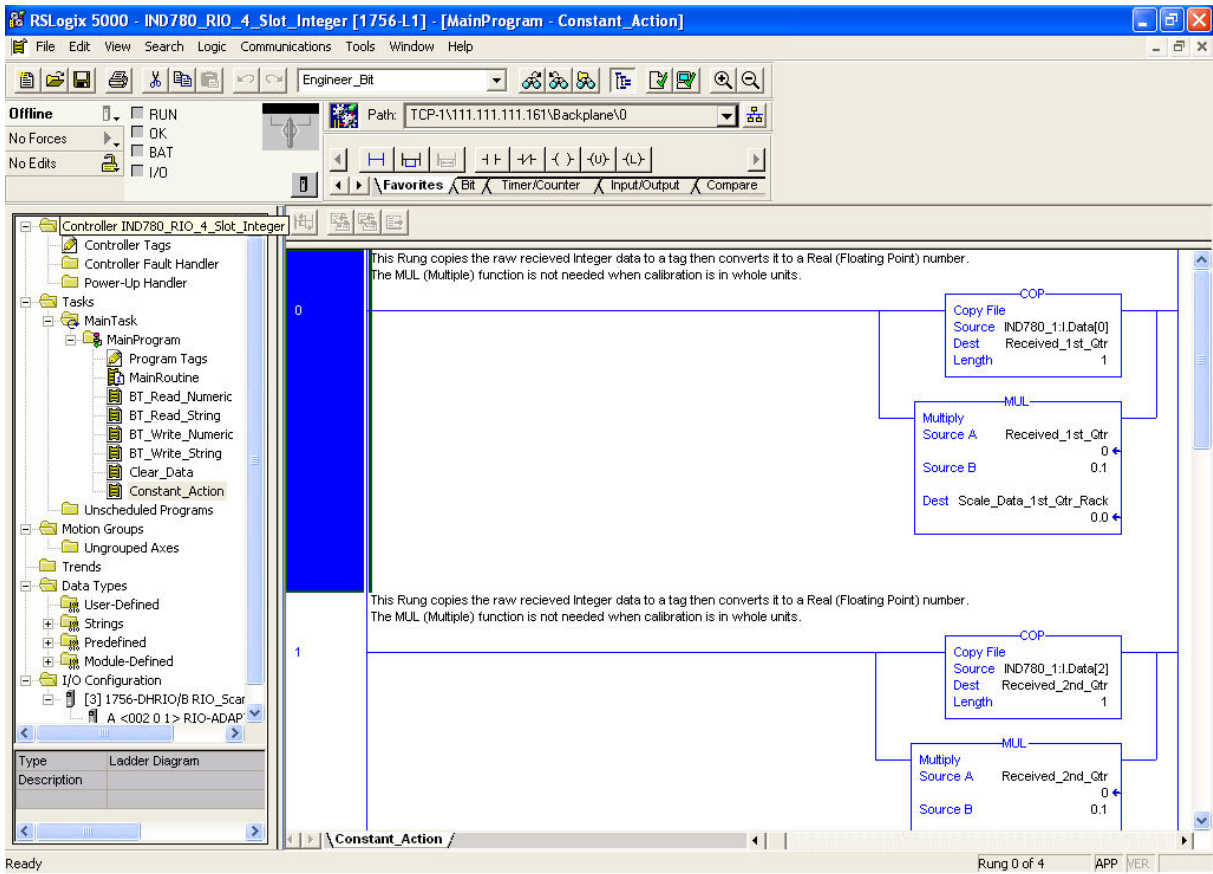 RSLogix 5000 - IND780_RIO_4_Slot_Integer [1756-L1] - [MainProgram - Constant_Action]
File Edit View Search Logic Communications Tools Window Help
Engineer_Bit
Offline
RUN
No Forces
OK
No Edits
BAT
I/O
Path: TCP-1\111.111.111.161\Backplane\0
Favorites Bit Timer/Counter Input/Output Compare
Controller IND780_RIO_4_Slot_Integer
Controller Tags
Controller Fault Handler
Power-Up Handler
Tasks
MainTask
MainProgram
Program Tags
MainRoutine
BT_Read_Numeric
BT_Read_String
BT_Write_Numeric
BT_Write_String
Clear_Data
Constant_Action
Unscheduled Programs
Motion Groups
Ungrouped Axes
Trends
Data Types
User-Defined
Strings
Predefined
Module-Defined
I/O Configuration
[3] 1756-DHRIO/B RIO_Scar
A <002 0 1> RIO-ADAP
Type Ladder Diagram
Description
This Rung copies the raw recieved Integer data to a tag then converts it to a Real (Floating Point) number.
The MUL (Multiple) function is not needed when calibration is in whole units.
0
COP
Copy File
Source IND780_1:I.Data[0]
Dest Received_1st_Qtr
Length 1
MUL
Multiply
Source A Received_1st_Qtr
0
Source B 0.1
Dest Scale_Data_1st_Qtr_Rack
0.0
This Rung copies the raw recieved Integer data to a tag then converts it to a Real (Floating Point) number.
The MUL (Multiple) function is not needed when calibration is in whole units.
1
COP
Copy File
Source IND780_1:I.Data[2]
Dest Received_2nd_Qtr
Length 1
MUL
Multiply
Source A Received_2nd_Qtr
0
Source B 0.1
Constant_Action
Ready
Rung 0 of 4 APP VER